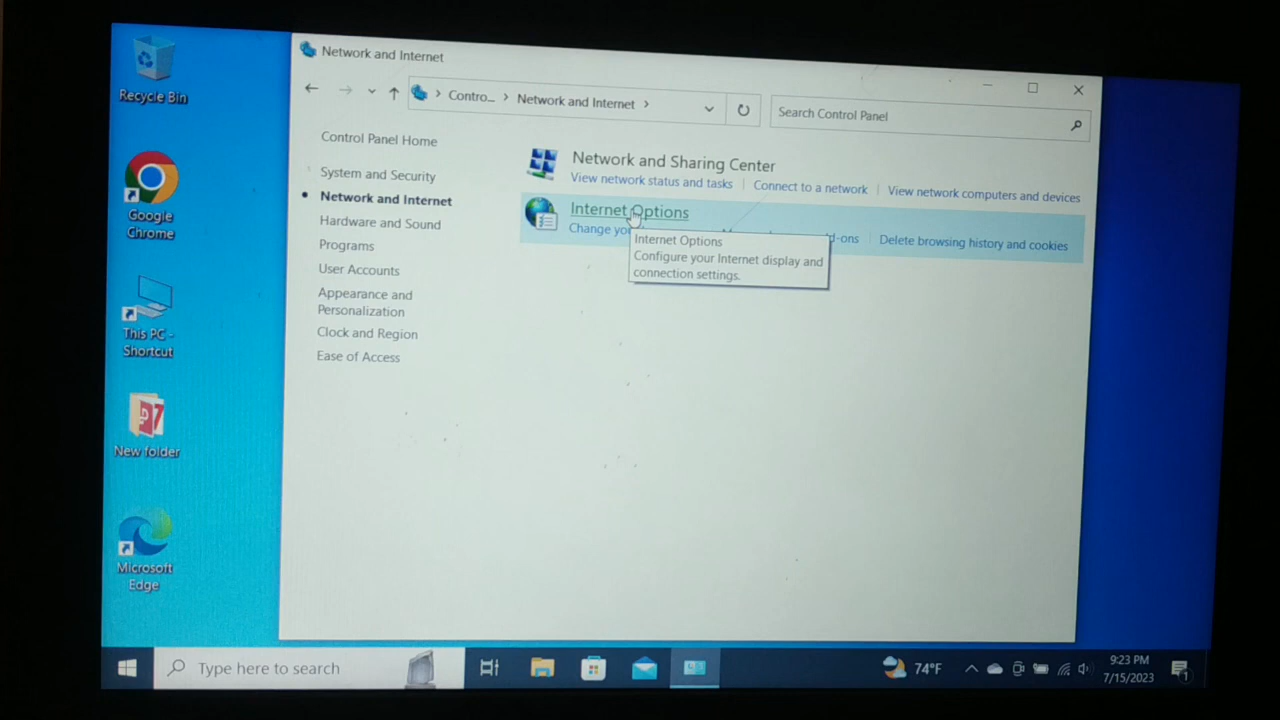 Recycle Bin
Google
Chrome
This PC -
Shortcut
New folder
Microsoft
Edge
Network and Internet
Contro... > Network and Internet >
Search Control Panel
Control Panel Home
System and Security
Network and Internet
Hardware and Sound
Programs
User Accounts
Appearance and
Personalization
Clock and Region
Ease of Access
Network and Sharing Center
View network status and tasks
Connect to a network
View network computers and devices
Internet Options
Change
Delete browsing history and cookies
Internet Options
Configure your Internet display and
connection settings.
Type here to search
74°F
9:23 PM
7/15/2023
1